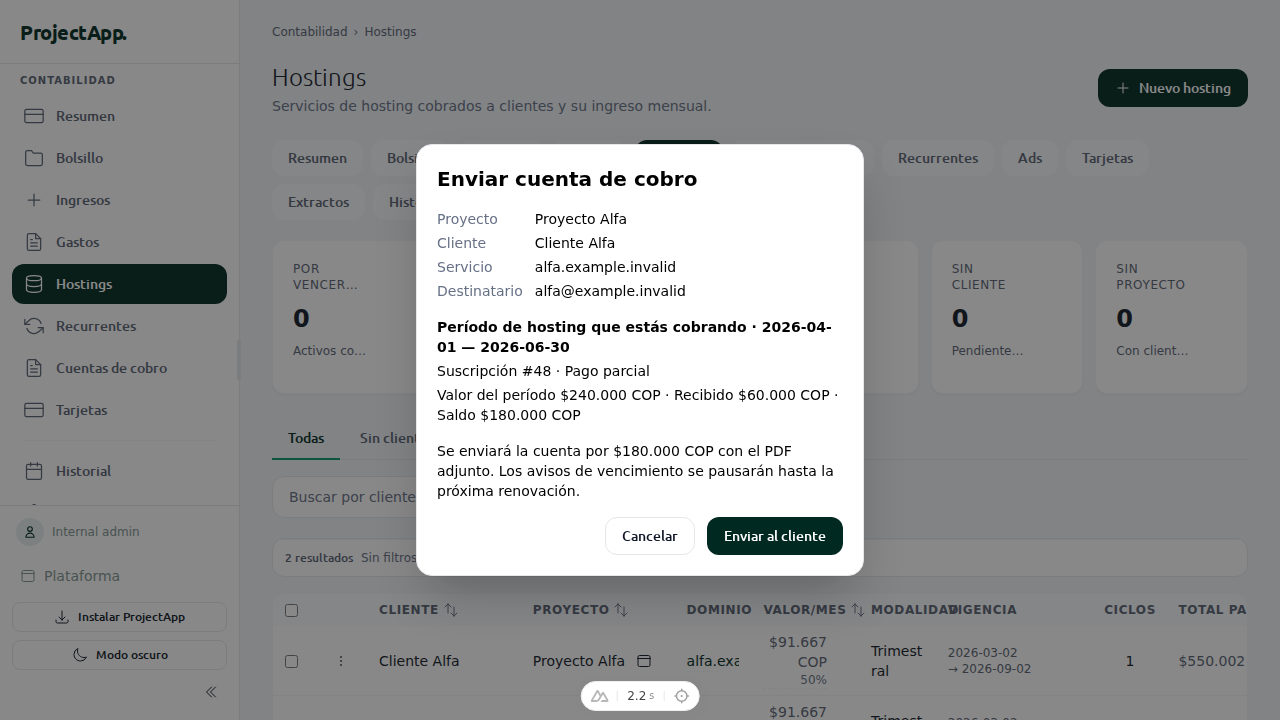 ProjectApp.
CONTABILIDAD
Resumen
Bolsillo
Ingresos
Gastos
Hostings
Recurrentes
Cuentas de cobro
Tarjetas
Historial
Internal admin
Plataforma
Instalar ProjectApp
Modo oscuro
Contabilidad › Hostings
Hostings
Servicios de hosting cobrados a clientes y su ingreso mensual.
Nuevo hosting
Resumen
Recurrentes
Ads
Tarjetas
Extractos
POR VENCER...
0
Activos co...
SIN CLIENTE
0
Pendiente...
SIN PROYECTO
0
Con client...
Todas
Buscar por cliente
2 resultados Sin filtros
CLIENTE PROYECTO DOMINIO VALOR/MES MODALIDAD VIGENCIA CICLOS TOTAL PA
Cliente Alfa Proyecto Alfa alfa.exa $91.667 COP 50% Trimestral 2026-03-02 → 2026-09-02 1 $550.002
$91.667
Enviar cuenta de cobro
Proyecto Proyecto Alfa
Cliente Cliente Alfa
Servicio alfa.example.invalid
Destinatario alfa@example.invalid
Período de hosting que estás cobrando · 2026-04-
01 — 2026-06-30
Suscripción #48 · Pago parcial
Valor del período $240.000 COP · Recibido $60.000 COP ·
Saldo $180.000 COP
Se enviará la cuenta por $180.000 COP con el PDF
adjunto. Los avisos de vencimiento se pausarán hasta la
próxima renovación.
Cancelar
Enviar al cliente
2.2 s